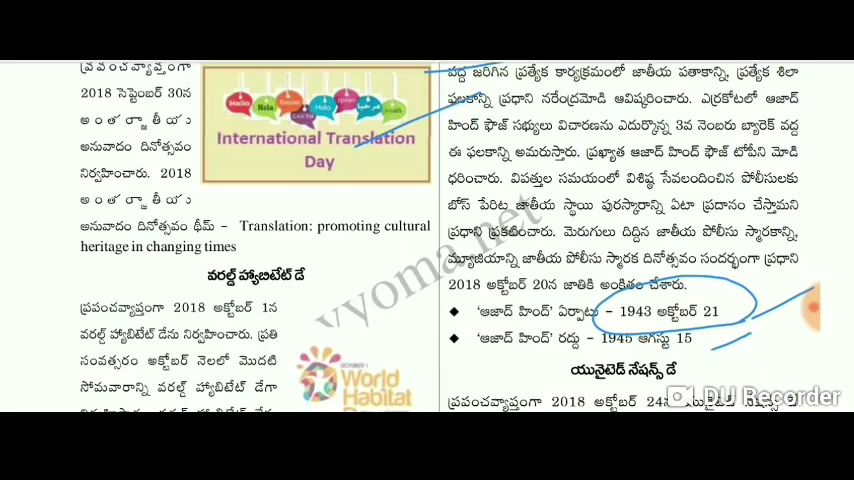 ప్రపంచవ్యాప్తంగా
2018 సెప్టెంబర్ 30న
అంతర్జాతీయ
అనువాదం దినోత్సవం
నిర్వహించారు. 2018
అంతర్జాతీయ
అనువాదం దినోత్సవం థీమ్ – Translation: promoting cultural
heritage in changing times
Hello
Hola
International Translation
Day
వరల్డ్ హ్యాబిటేట్ డే
ప్రపంచవ్యాప్తంగా 2018 అక్టోబర్ 1న
వరల్డ్ హ్యాబిటేట్ డేను నిర్వహించారు. ప్రతి
సంవత్సరం అక్టోబర్ నెలలో మొదటి
సోమవారాన్ని వరల్డ్ హ్యాబిటేట్ డేగా
OCTOBER 1
World
Habitat
వద్ద జరిగిన ప్రత్యేక కార్యక్రమంలో జాతీయ పతాకాన్ని, ప్రత్యేక శిలా
ఫలకాన్ని ప్రధాని నరేంద్రమోడి ఆవిష్కరించారు. ఎర్రకోటలో ఆజాద్
హింద్ ఫౌజ్ సభ్యులు విచారణను ఎదుర్కొన్న 3వ నెంబరు బ్యారెక్ వద్ద
ఈ ఫలకాన్ని అమరుస్తారు. ప్రఖ్యాత ఆజాద్ హింద్ ఫౌజ్ టోపీని మోడి
ధరించారు. విపత్తుల సమయంలో విశిష్ఠ సేవలందించిన పోలీసులకు
బోస్ పేరిట జాతీయ స్థాయి పురస్కారాన్ని ఏటా ప్రదానం చేస్తామని
ప్రధాని ప్రకటించారు. మెరుగులు దిద్దిన జాతీయ పోలీసు స్మారకాన్ని,
మ్యూజియాన్ని జాతీయ పోలీసు స్మారక దినోత్సవం సందర్భంగా ప్రధాని
2018 అక్టోబర్ 20న జాతికి అంకితం చేశారు.
◆ 'ఆజాద్ హింద్' ఏర్పాటు – 1943 అక్టోబర్ 21
◆ 'ఆజాద్ హింద్' రద్దు – 1945 ఆగస్టు 15
యునైటెడ్ నేషన్స్ డే
ప్రపంచవ్యాప్తంగా 2018 అక్టోబర్ 24న యునైటెడ్ నేషన్స్ డే
vyoma.net
DU Recorder